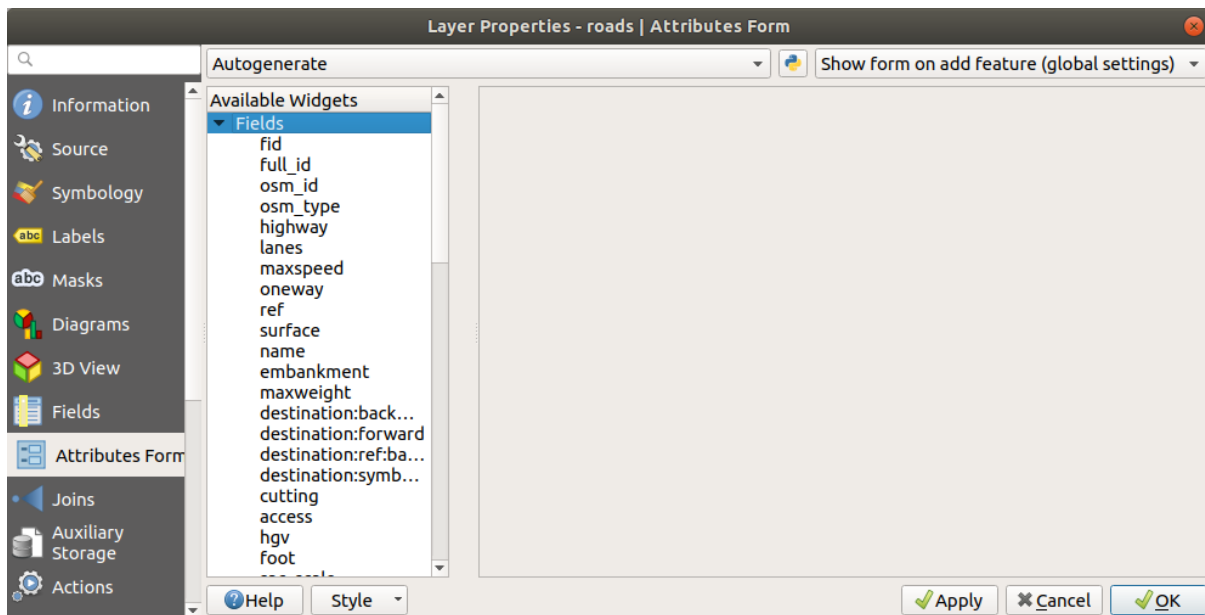 Layer Properties - roads | Attributes Form
Autogenerate
Show form on add feature (global settings)
Information
Source
Symbology
abc Labels
abc Masks
Diagrams
3D View
Fields
Attributes Form
Joins
Auxiliary
Storage
Actions
Available Widgets
Fields
fid
full_id
osm_id
osm_type
highway
lanes
maxspeed
oneway
ref
surface
name
embankment
maxweight
destination:back...
destination:forward
destination:ref:ba...
destination:symb...
cutting
access
hgv
foot
Help
Style
Apply
Cancel
OK